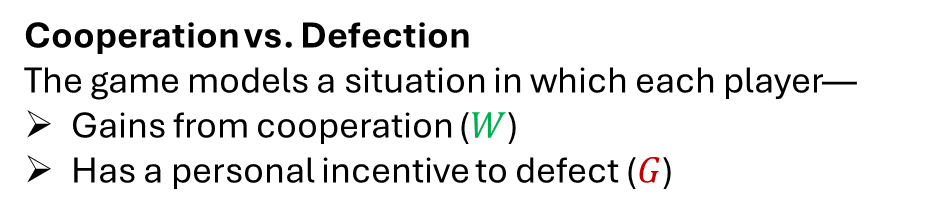 Cooperation vs. Defection
The game models a situation in which each player—
➢ Gains from cooperation (W)
➢ Has a personal incentive to defect (G)